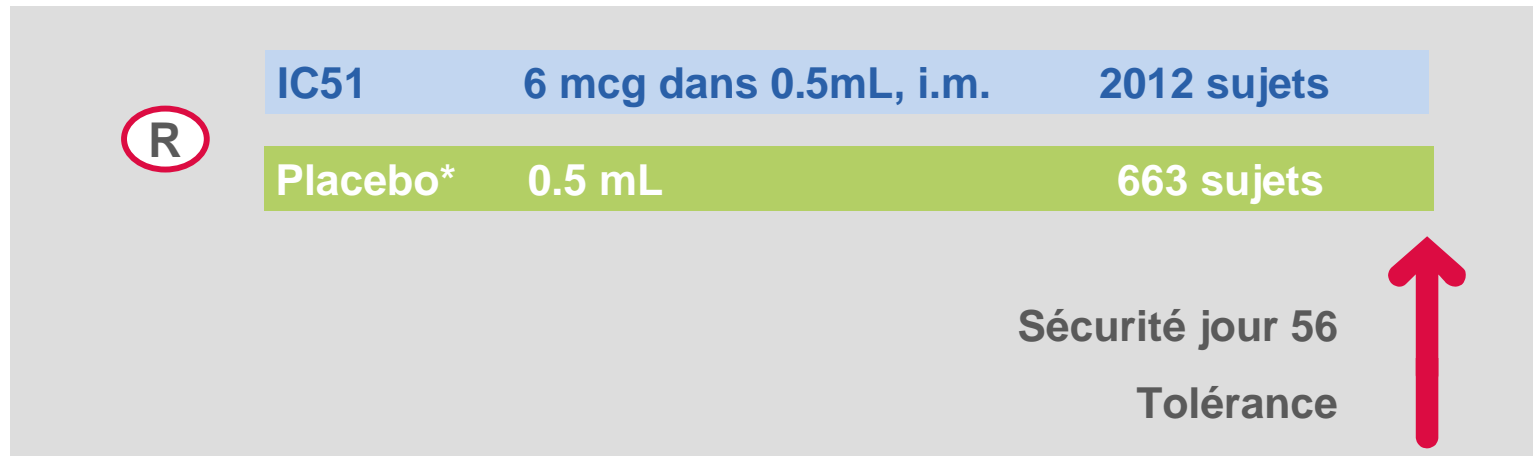 IC51 6 mcg dans 0.5mL, i.m. 2012 sujets
R
Placebo* 0.5 mL 663 sujets
Sécurité jour 56
Tolérance